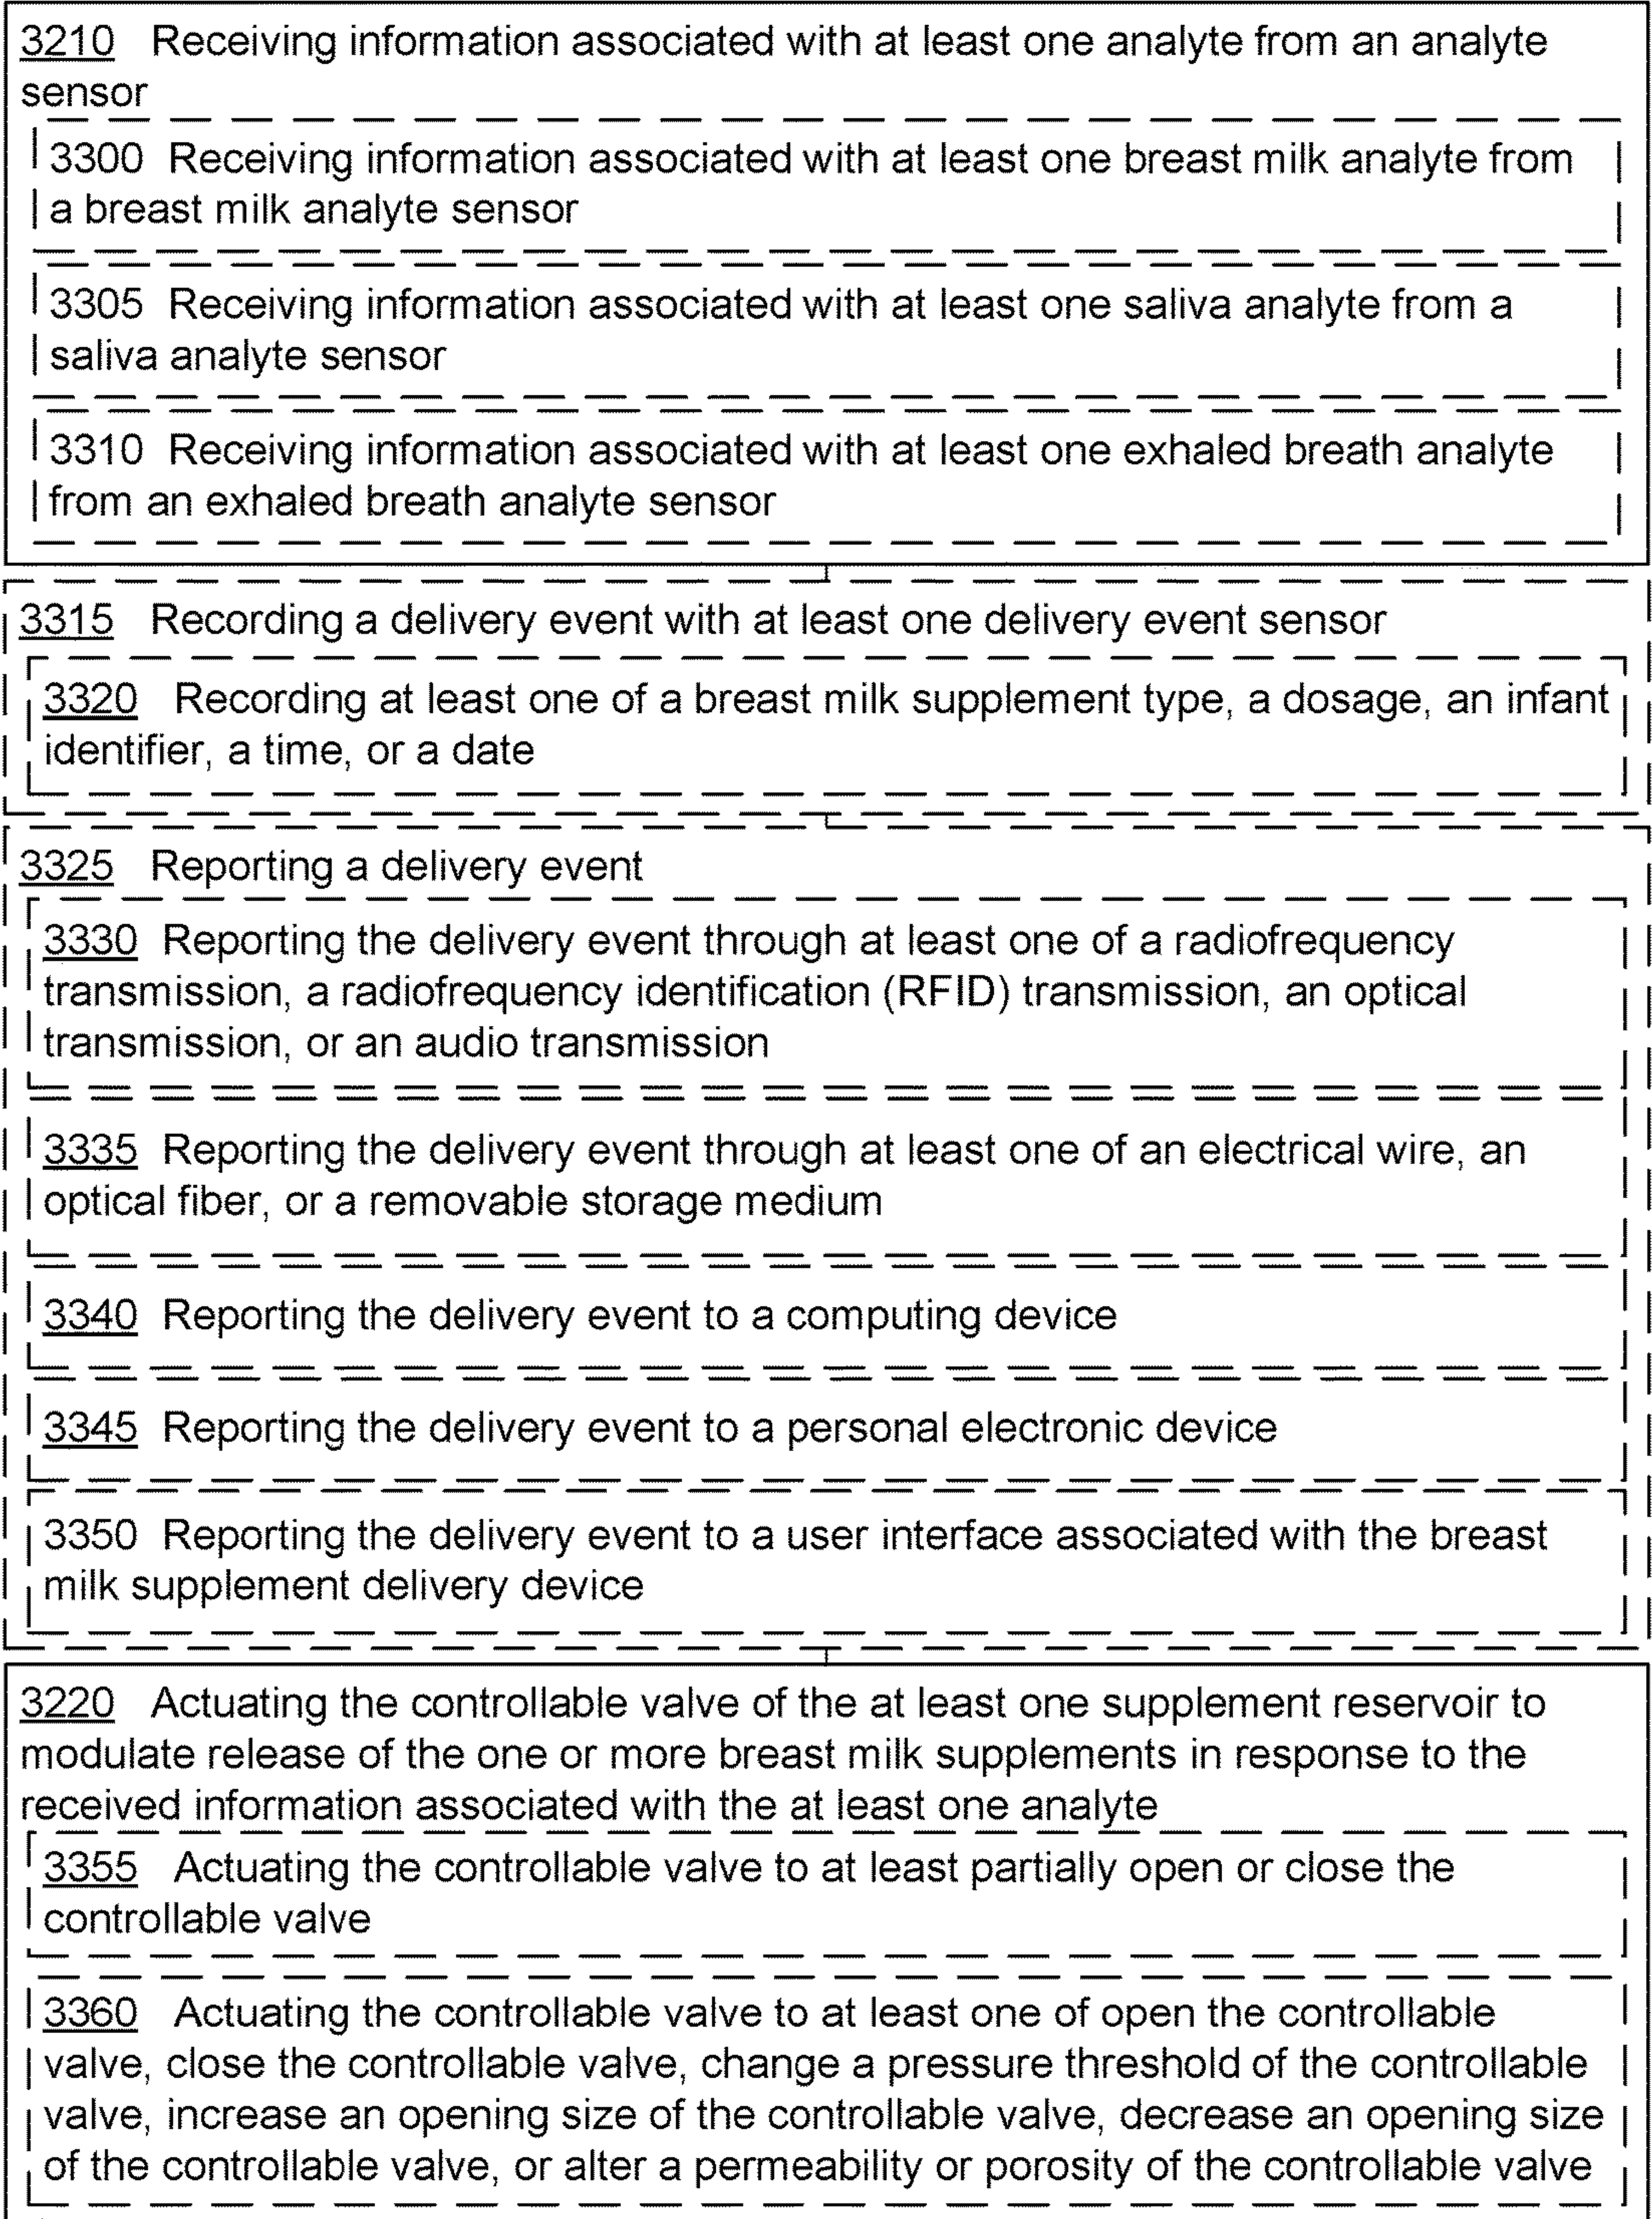 3210 Receiving information associated with at least one analyte from an analyte
sensor
3300 Receiving information associated with at least one breast milk analyte from
a breast milk analyte sensor
3305 Receiving information associated with at least one saliva analyte from a
saliva analyte sensor
3310 Receiving information associated with at least one exhaled breath analyte
from an exhaled breath analyte sensor
3315 Recording a delivery event with at least one delivery event sensor
3320 Recording at least one of a breast milk supplement type, a dosage, an infant
identifier, a time, or a date
3325 Reporting a delivery event
3330 Reporting the delivery event through at least one of a radiofrequency
transmission, a radiofrequency identification (RFID) transmission, an optical
transmission, or an audio transmission
3335 Reporting the delivery event through at least one of an electrical wire, an
optical fiber, or a removable storage medium
3340 Reporting the delivery event to a computing device
3345 Reporting the delivery event to a personal electronic device
3350 Reporting the delivery event to a user interface associated with the breast
milk supplement delivery device
3220 Actuating the controllable valve of the at least one supplement reservoir to
modulate release of the one or more breast milk supplements in response to the
received information associated with the at least one analyte
3355 Actuating the controllable valve to at least partially open or close the
controllable valve
3360 Actuating the controllable valve to at least one of open the controllable
valve, close the controllable valve, change a pressure threshold of the controllable
valve, increase an opening size of the controllable valve, decrease an opening size
of the controllable valve, or alter a permeability or porosity of the controllable valve